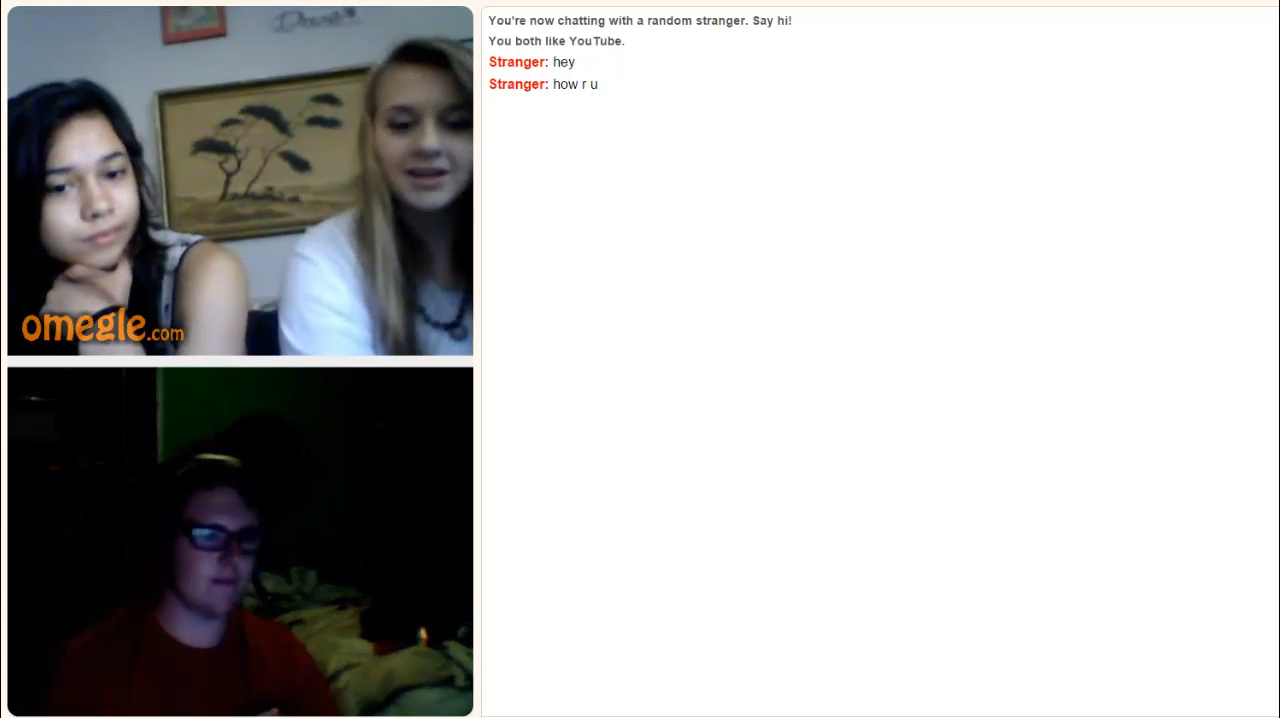 omegle.com
You're now chatting with a random stranger. Say hi!
You both like YouTube.
Stranger: hey
Stranger: how r u